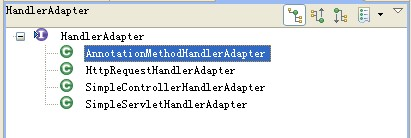 HandlerAdapter
HandlerAdapter
AnnotationMethodHandlerAdapter
HttpRequestHandlerAdapter
SimpleControllerHandlerAdapter
SimpleServletHandlerAdapter